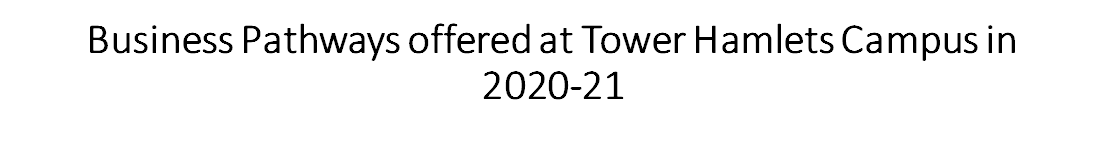 Business Pathways offered at Tower Hamlets Campus in
2020-21